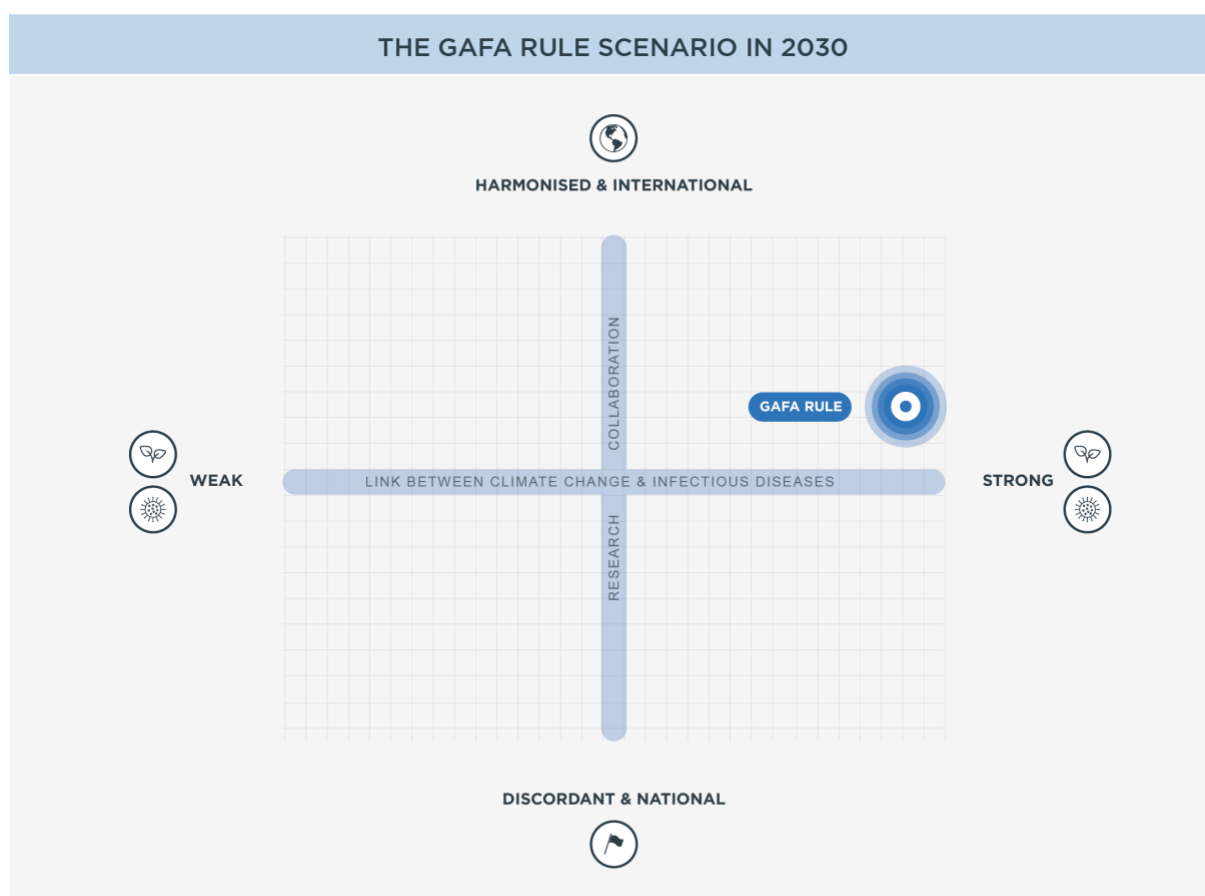 THE GAFA RULE SCENARIO IN 2030
HARMONISED & INTERNATIONAL
COLLABORATION
GAFA RULE
WEAK
LINK BETWEEN CLIMATE CHANGE & INFECTIOUS DISEASES
STRONG
RESEARCH
DISCORDANT & NATIONAL